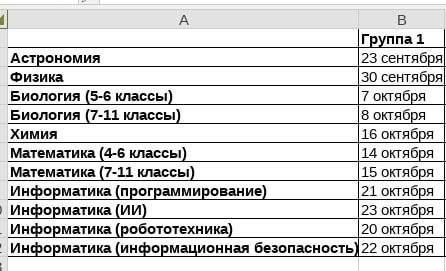 A B
Группа 1
Астрономия 23 сентября
Физика 30 сентября
Биология (5-6 классы) 7 октября
Биология (7-11 классы) 8 октября
Химия 16 октября
Математика (4-6 классы) 14 октября
Математика (7-11 классы) 15 октября
Информатика (программирование) 21 октября
Информатика (ИИ) 23 октября
Информатика (робототехника) 20 октября
Информатика (информационная безопасность) 22 октября